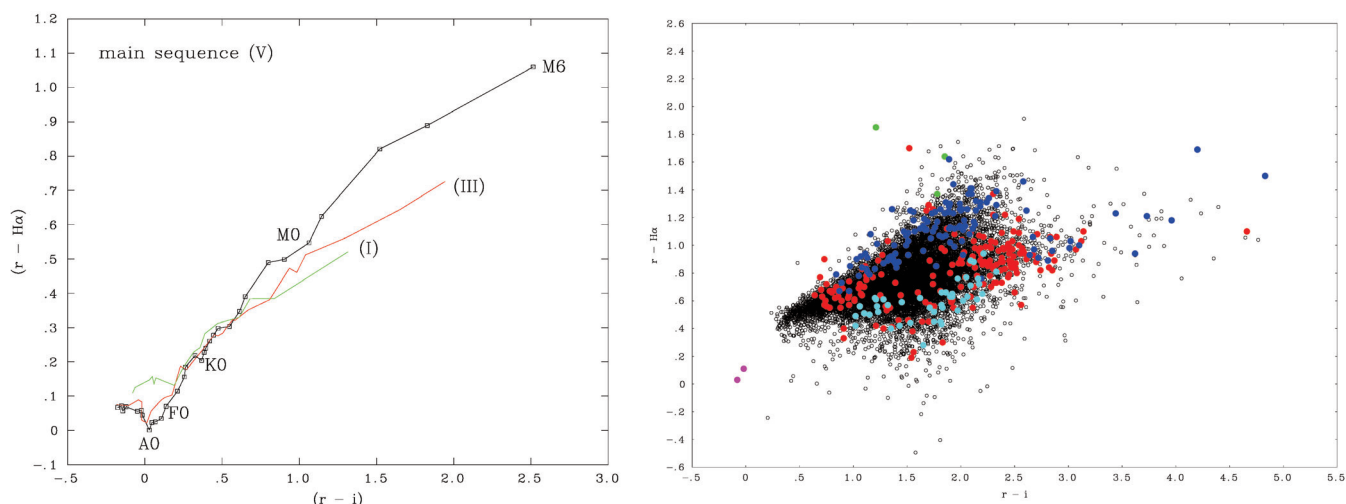 1.2
1.1
1.0
.9
.8
.7
.6
.5
.4
.3
.2
.1
0
-.1
(r - Hα)
main sequence (V)
M6
(III)
M0
(I)
K0
F0
A0
-.5 0 .5 1.0 1.5 2.0 2.5 3.0
(r - i)
2.6
2.4
2.2
2.0
1.8
1.6
1.4
1.2
1.0
.8
.6
.4
.2
0
-.2
-.4
-.6
r - Hα
-.5 0 .5 1.0 1.5 2.0 2.5 3.0 3.5 4.0 4.5 5.0 5.5
r - i